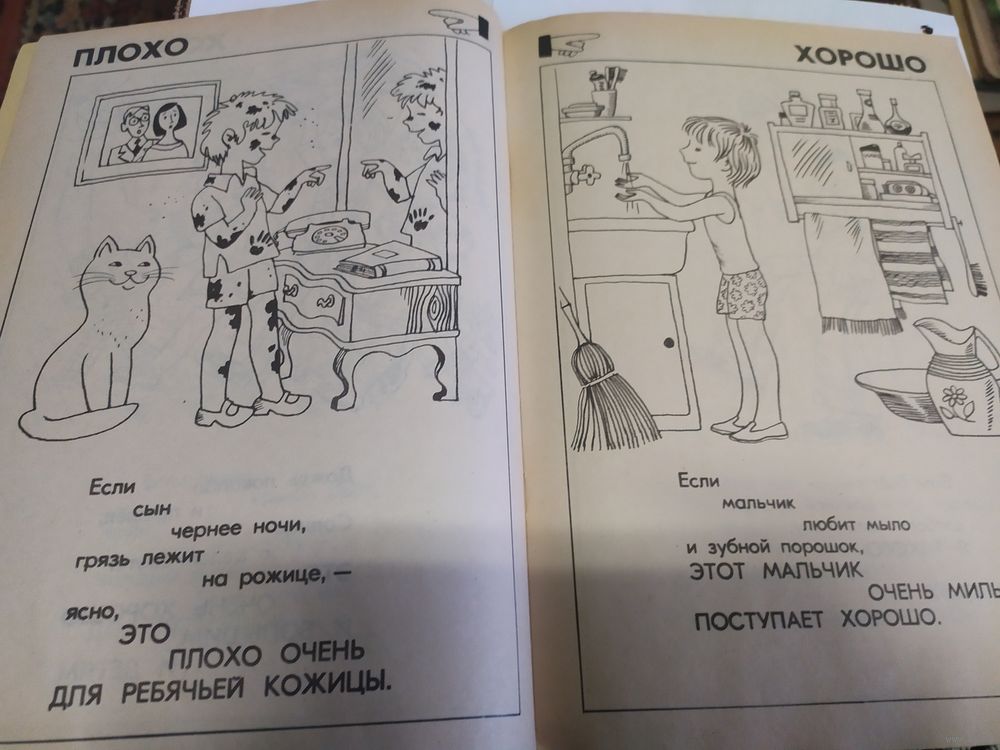 ПЛОХО
Если
сын
чернее ночи,
грязь лежит
на рожице, —
ясно,
ЭТО
ПЛОХО ОЧЕНЬ
ДЛЯ РЕБЯЧЬЕЙ КОЖИЦЫ.
ХОРОШО
Если
мальчик
любит мыло
и зубной порошок,
ЭТОТ МАЛЬЧИК
ОЧЕНЬ МИЛЫ
ПОСТУПАЕТ ХОРОШО.